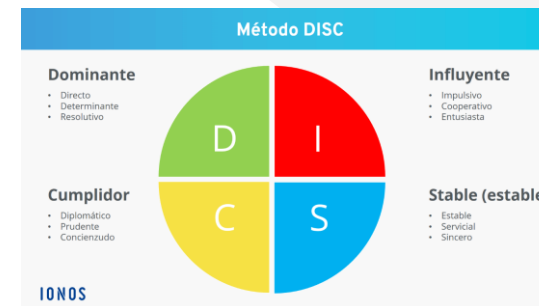 Método DISC
Dominante
• Directo
• Determinante
• Resolutivo
Influyente
• Impulsivo
• Cooperativo
• Entusiasta
D
I
C
S
Cumplidor
• Diplomático
• Prudente
• Concienzudo
Stable (estable
• Estable
• Servicial
• Sincero
IONOS